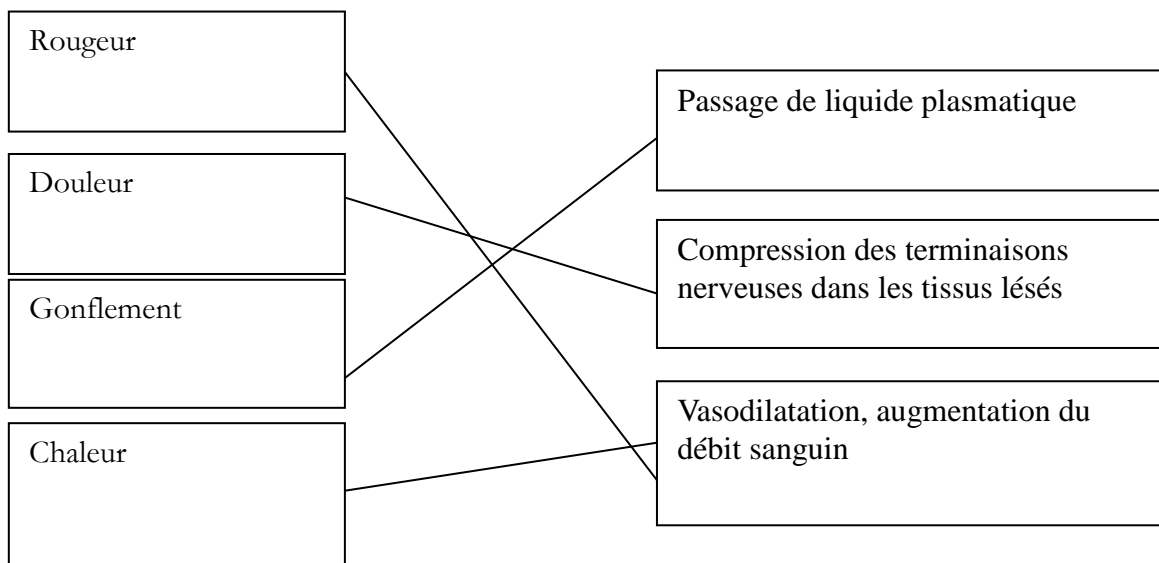 Rougeur
Douleur
Gonflement
Chaleur
Passage de liquide plasmatique
Compression des terminaisons
nerveuses dans les tissus lésés
Vasodilatation, augmentation du
débit sanguin